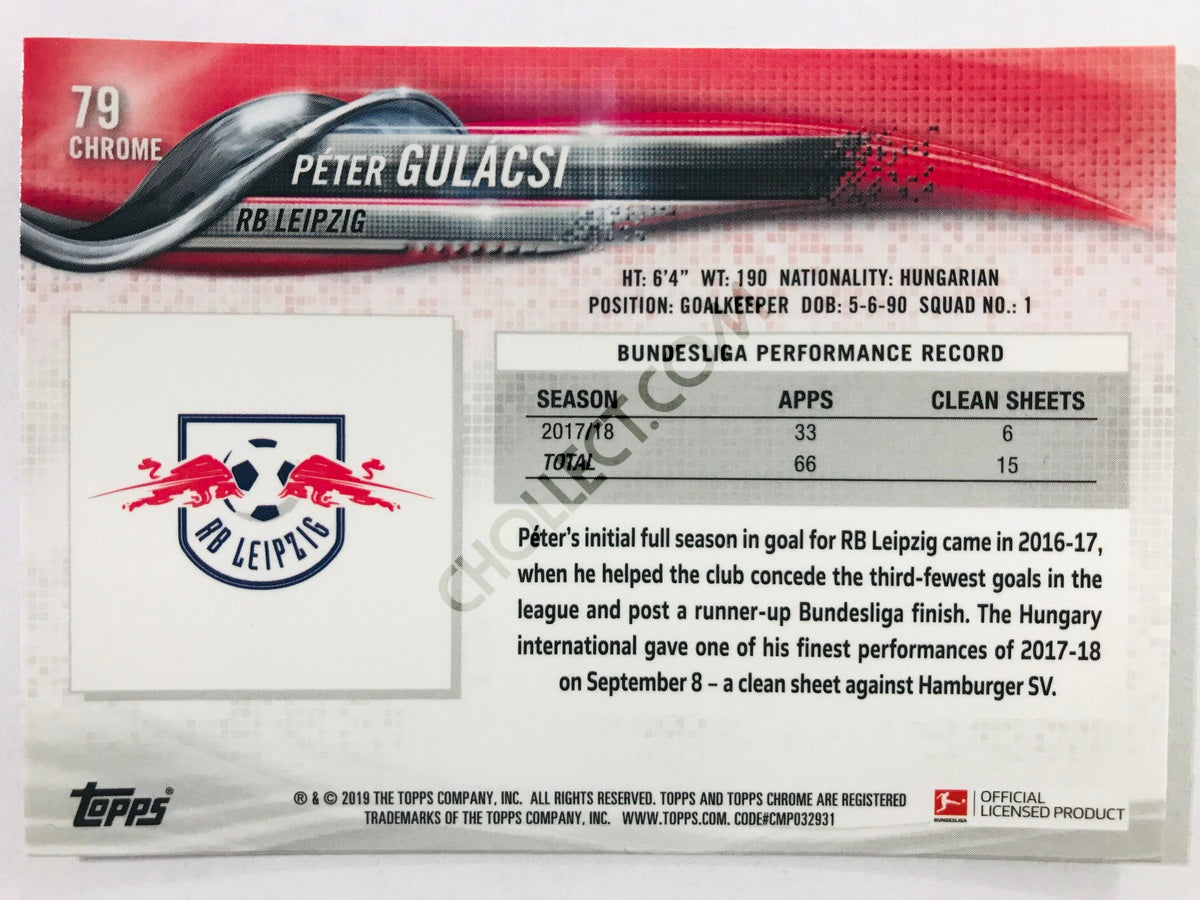 79
CHROME
PÉTER GULÁCSI
RB LEIPZIG
HT: 6'4" WT: 190 NATIONALITY: HUNGARIAN
POSITION: GOALKEEPER DOB: 5-6-90 SQUAD NO.: 1
BUNDESLIGA PERFORMANCE RECORD
SEASON APPS CLEAN SHEETS
2017/18 33 6
TOTAL 66 15
RB LEIPZIG
Péter's initial full season in goal for RB Leipzig came in 2016-17,
when he helped the club concede the third-fewest goals in the
league and post a runner-up Bundesliga finish. The Hungary
international gave one of his finest performances of 2017-18
on September 8 – a clean sheet against Hamburger SV.
CHOLLECT.COM
Topps®
® & © 2019 THE TOPPS COMPANY, INC. ALL RIGHTS RESERVED. TOPPS AND TOPPS CHROME ARE REGISTERED
TRADEMARKS OF THE TOPPS COMPANY, INC. WWW.TOPPS.COM. CODE#CMP032931
BUNDESLIGA
OFFICIAL
LICENSED PRODUCT